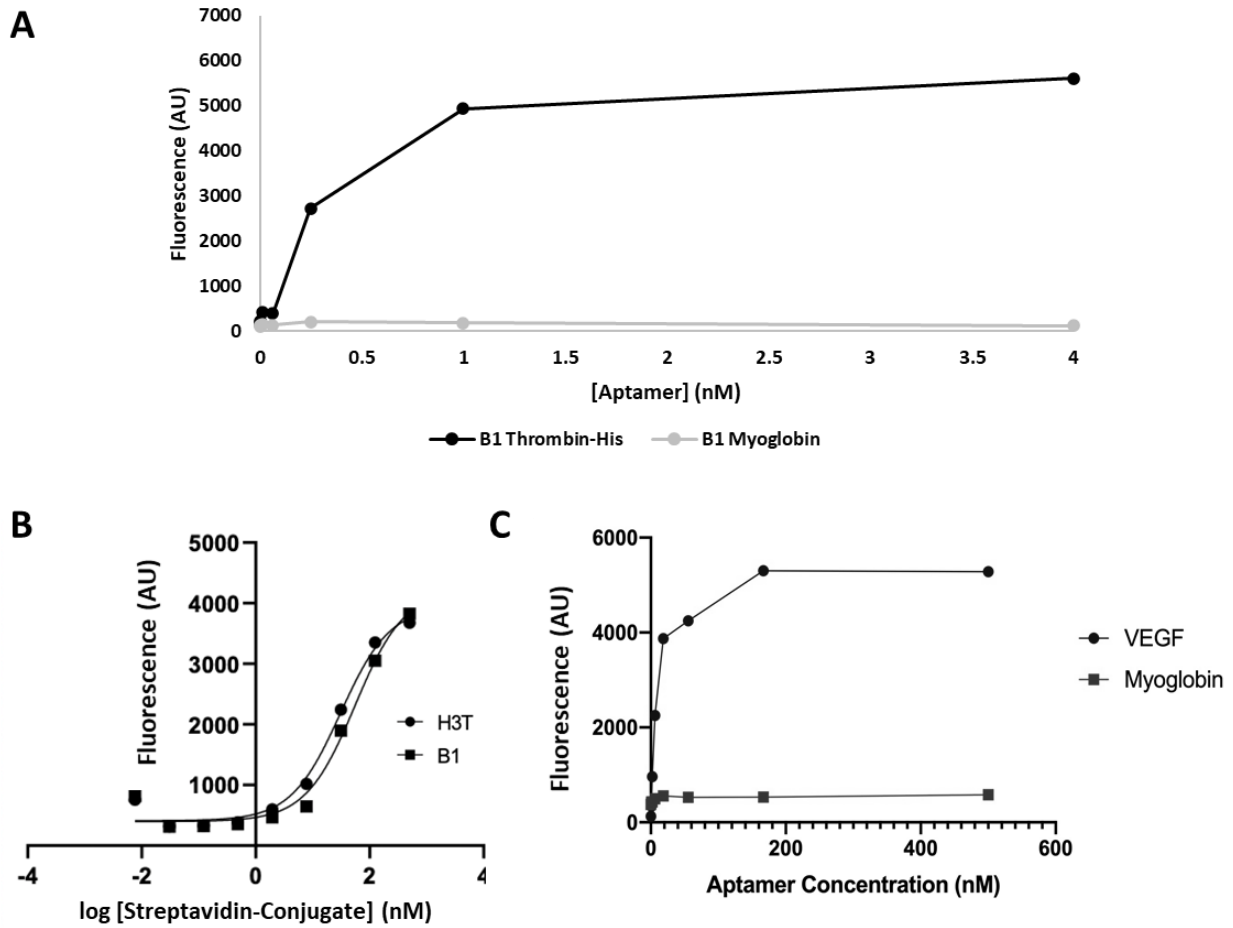 A
7000
6000
5000
4000
3000
2000
1000
0
Fluorescence (AU)
0 0.5 1 1.5 2 2.5 3 3.5 4
[Aptamer] (nM)
B1 Thrombin-His B1 Myoglobin
B
5000
4000
3000
2000
1000
Fluorescence (AU)
H3T
B1
-4 -2 0 2 4
log [Streptavidin-Conjugate] (nM)
C
6000
4000
2000
0
Fluorescence (AU)
VEGF
Myoglobin
0 200 400 600
Aptamer Concentration (nM)